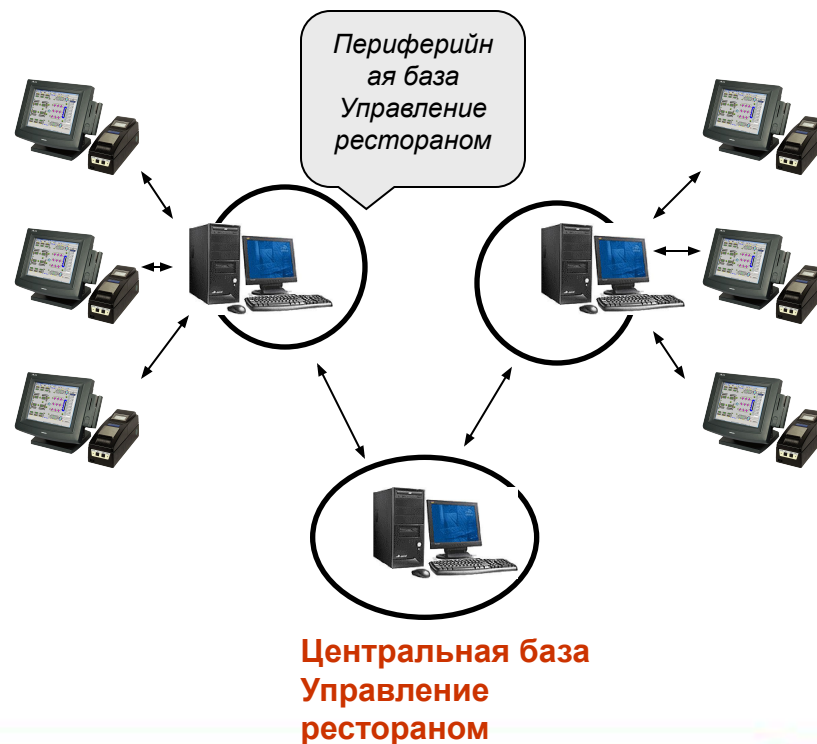 Периферийн
ая база
Управление
рестораном
Центральная база
Управление
рестораном